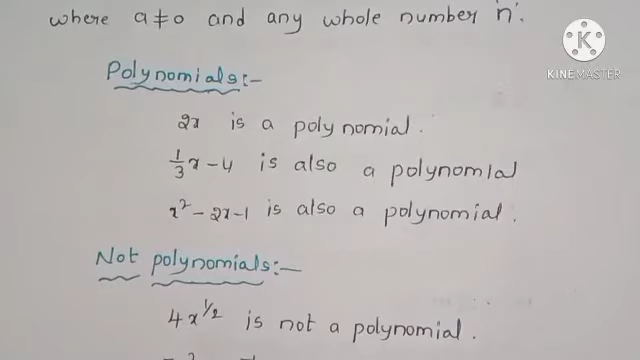 where a≠0 and any whole number n.
KINEMASTER
Polynomials:-
2x is a polynomial.
1/3 x - 4 is also a polynomial
x² - 2x - 1 is also a polynomial.
Not polynomials:-
4x^1/2 is not a polynomial.